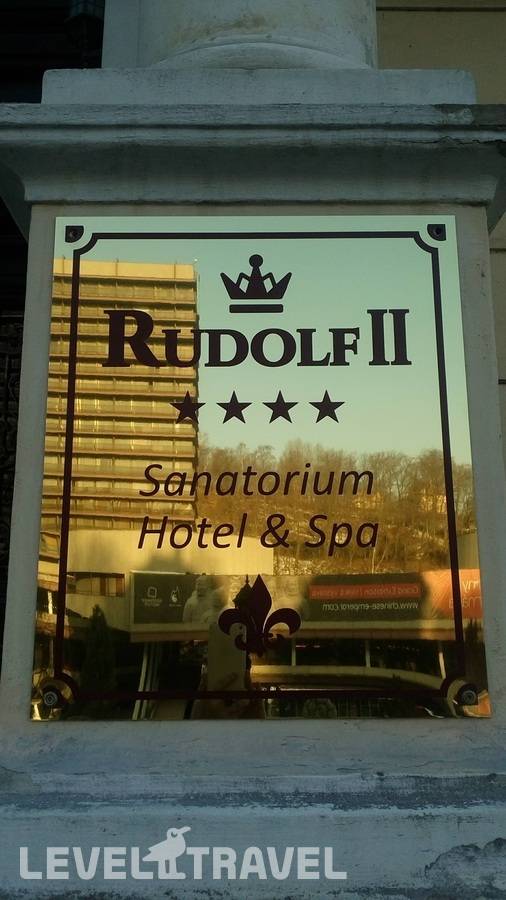 RUDOLF II
★★★★
Sanatorium
Hotel & Spa
www.chinese-emperor.com
LEVEL TRAVEL